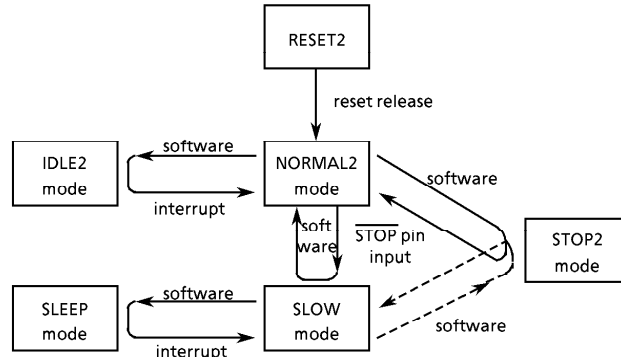 RESET2
reset release
IDLE2
mode
software
interrupt
NORMAL2
mode
software
soft
ware
STOP pin
input
STOP2
mode
SLEEP
mode
software
interrupt
SLOW
mode
software